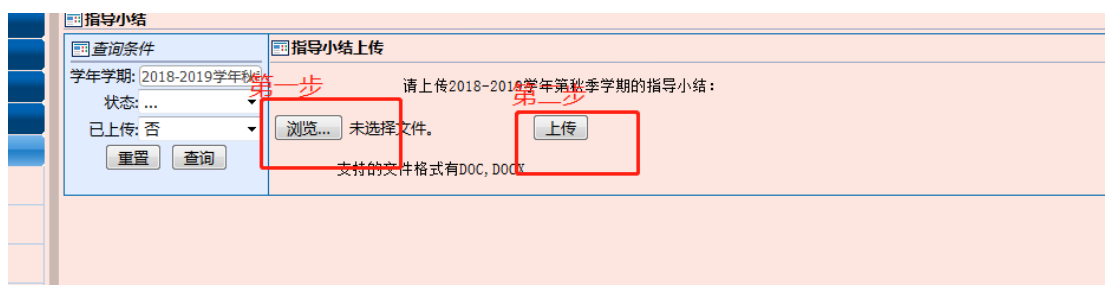 指导小结
查询条件
指导小结上传
学年学期: 2018-2019学年秋
第一步
请上传2018-2019学年第秋季学期的指导小结:
第二步
状态: ...
已上传: 否
浏览... 未选择文件。
上传
重置 查询
支持的文件格式有DOC,DOCX